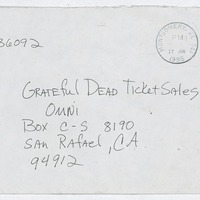 36092
GRATEFUL DEAD TICKET SALES
OMNI
BOX C-S 8190
SAN RAFAEL, CA
94912